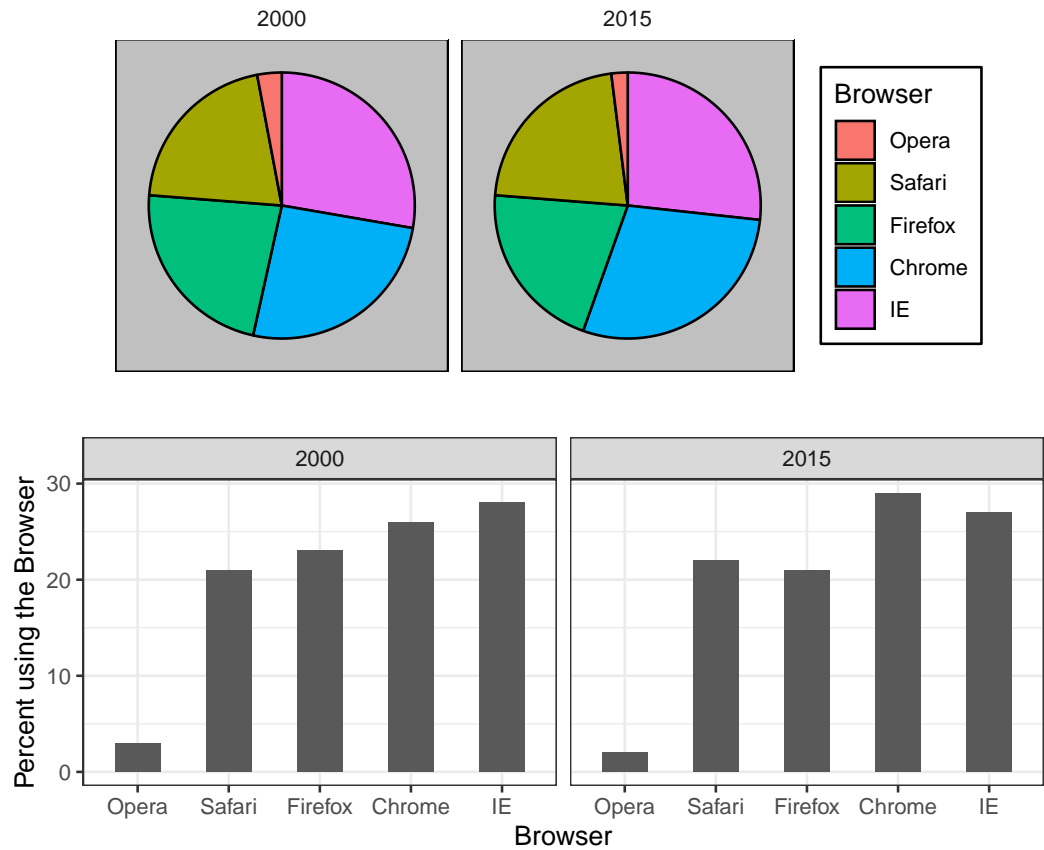 2000 2015
Browser
Opera
Safari
Firefox
Chrome
IE
2000 2015
Percent using the Browser
30
20
10
0
Opera Safari Firefox Chrome IE Opera Safari Firefox Chrome IE
Browser